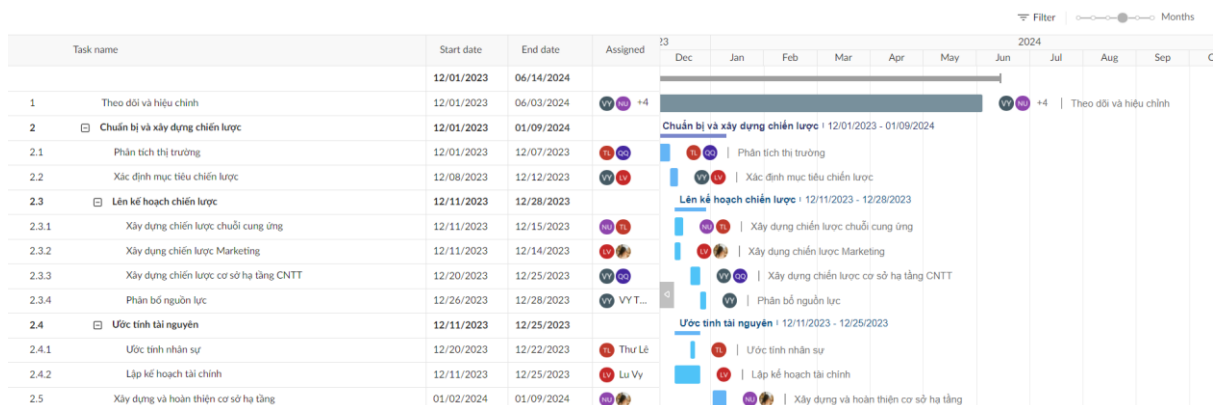 Filter Months
Task name Start date End date Assigned 23 2024
Dec Jan Feb Mar Apr May Jun Jul Aug Sep
12/01/2023 06/14/2024
1 Theo dõi và hiệu chỉnh 12/01/2023 06/03/2024 VY NU +4 VY NU +4 | Theo dõi và hiệu chỉnh
2 Chuẩn bị và xây dựng chiến lược 12/01/2023 01/09/2024 Chuẩn bị và xây dựng chiến lược 12/01/2023 - 01/09/2024
2.1 Phân tích thị trường 12/01/2023 12/07/2023 TL QQ TL QQ | Phân tích thị trường
2.2 Xác định mục tiêu chiến lược 12/08/2023 12/12/2023 VY LV VY LV | Xác định mục tiêu chiến lược
2.3 Lên kế hoạch chiến lược 12/11/2023 12/28/2023 Lên kế hoạch chiến lược 12/11/2023 - 12/28/2023
2.3.1 Xây dựng chiến lược chuỗi cung ứng 12/11/2023 12/15/2023 NU TL NU TL | Xây dựng chiến lược chuỗi cung ứng
2.3.2 Xây dụng chiến lược Marketing 12/11/2023 12/14/2023 LV LV | Xây dụng chiến lược Marketing
2.3.3 Xây dựng chiến lược cơ sở hạ tầng CNTT 12/20/2023 12/25/2023 VY QQ VY QQ | Xây dựng chiến lược cơ sở hạ tầng CNTT
2.3.4 Phân bổ nguồn lực 12/26/2023 12/28/2023 VY VY T... VY | Phân bổ nguồn lực
2.4 Ước tính tài nguyên 12/11/2023 12/25/2023 Ước tính tài nguyên 12/11/2023 - 12/25/2023
2.4.1 Ước tính nhân sự 12/20/2023 12/22/2023 TL Thư Lê TL | Ước tính nhân sự
2.4.2 Lập kế hoạch tài chính 12/11/2023 12/25/2023 LV Lu Vy LV | Lập kế hoạch tài chính
2.5 Xây dựng và hoàn thiện cơ sở hạ tầng 01/02/2024 01/09/2024 NU NU | Xây dựng và hoàn thiện cơ sở hạ tầng